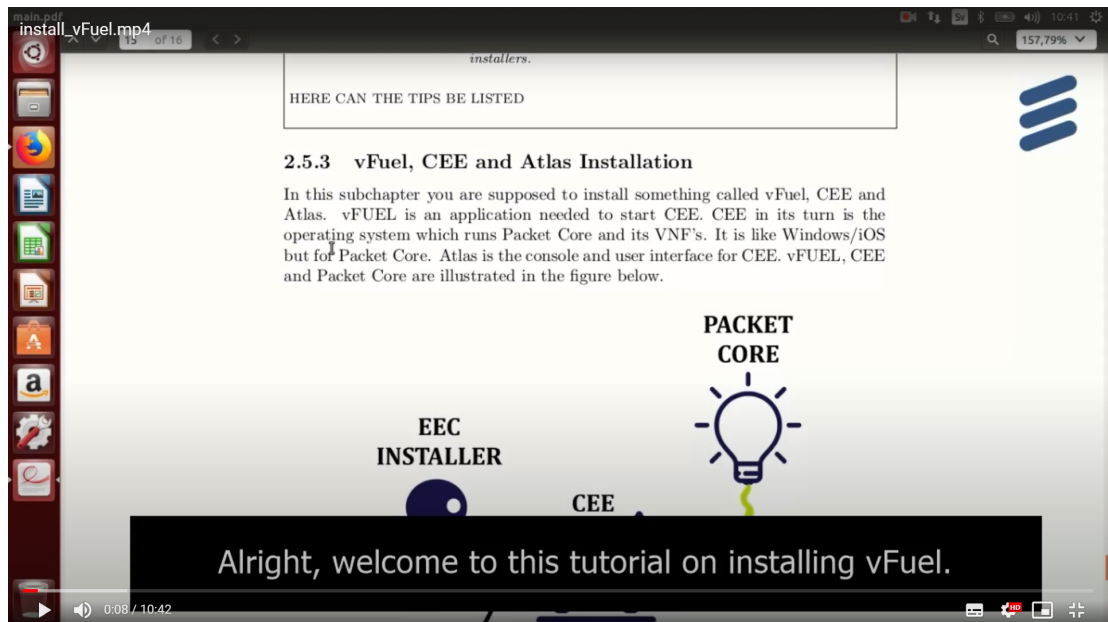 main.pdf
install_vFuel.mp4
Sv
10:41
15 of 16
157,79%
installers.
HERE CAN THE TIPS BE LISTED
2.5.3 vFuel, CEE and Atlas Installation
In this subchapter you are supposed to install something called vFuel, CEE and
Atlas. vFUEL is an application needed to start CEE. CEE in its turn is the
operating system which runs Packet Core and its VNF's. It is like Windows/iOS
but for Packet Core. Atlas is the console and user interface for CEE. vFUEL, CEE
and Packet Core are illustrated in the figure below.
PACKET
CORE
EEC
INSTALLER
CEE
Alright, welcome to this tutorial on installing vFuel.
0:08 / 10:42
HD